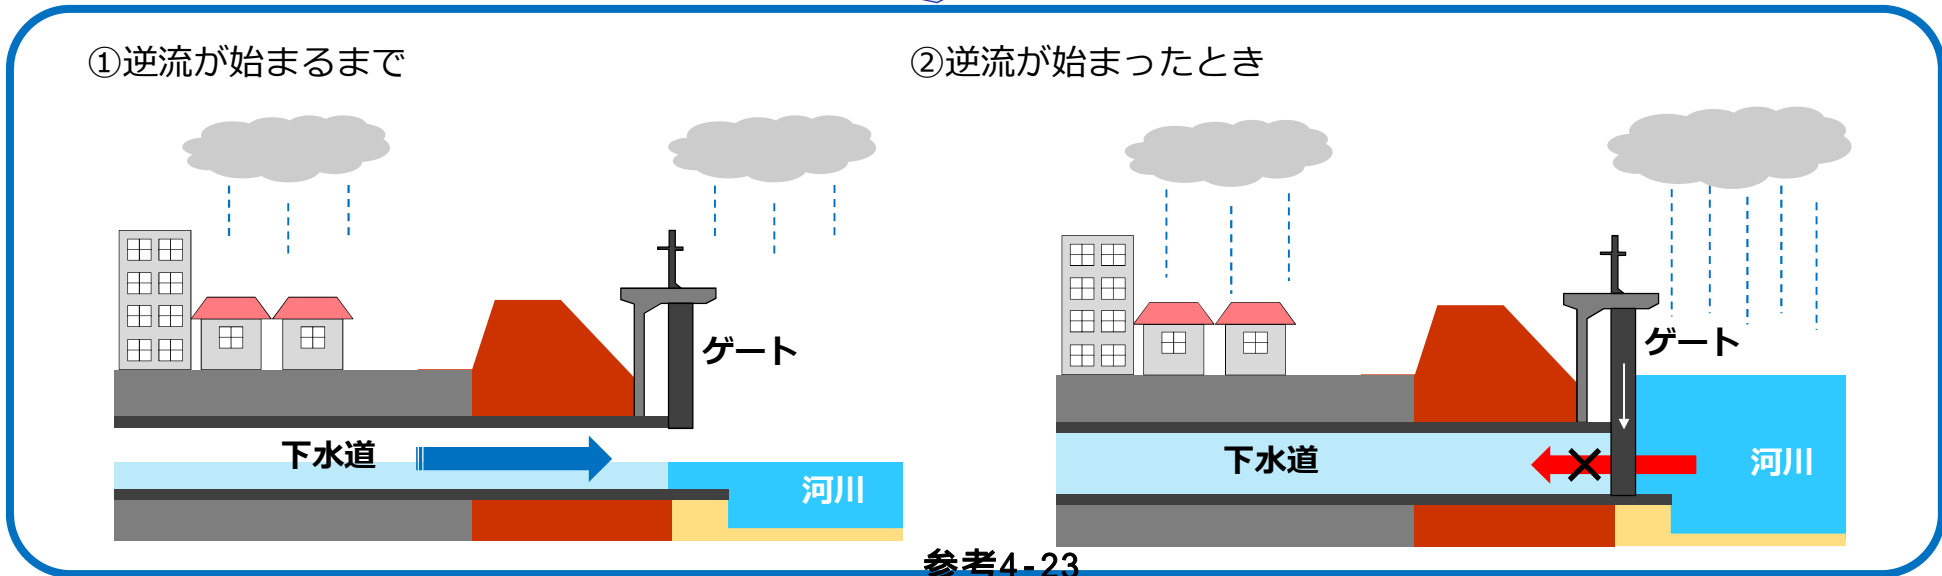 ①逆流が始まるまで
②逆流が始まったとき
ゲート
下水道
河川
ゲート
下水道
河川
参考4-23